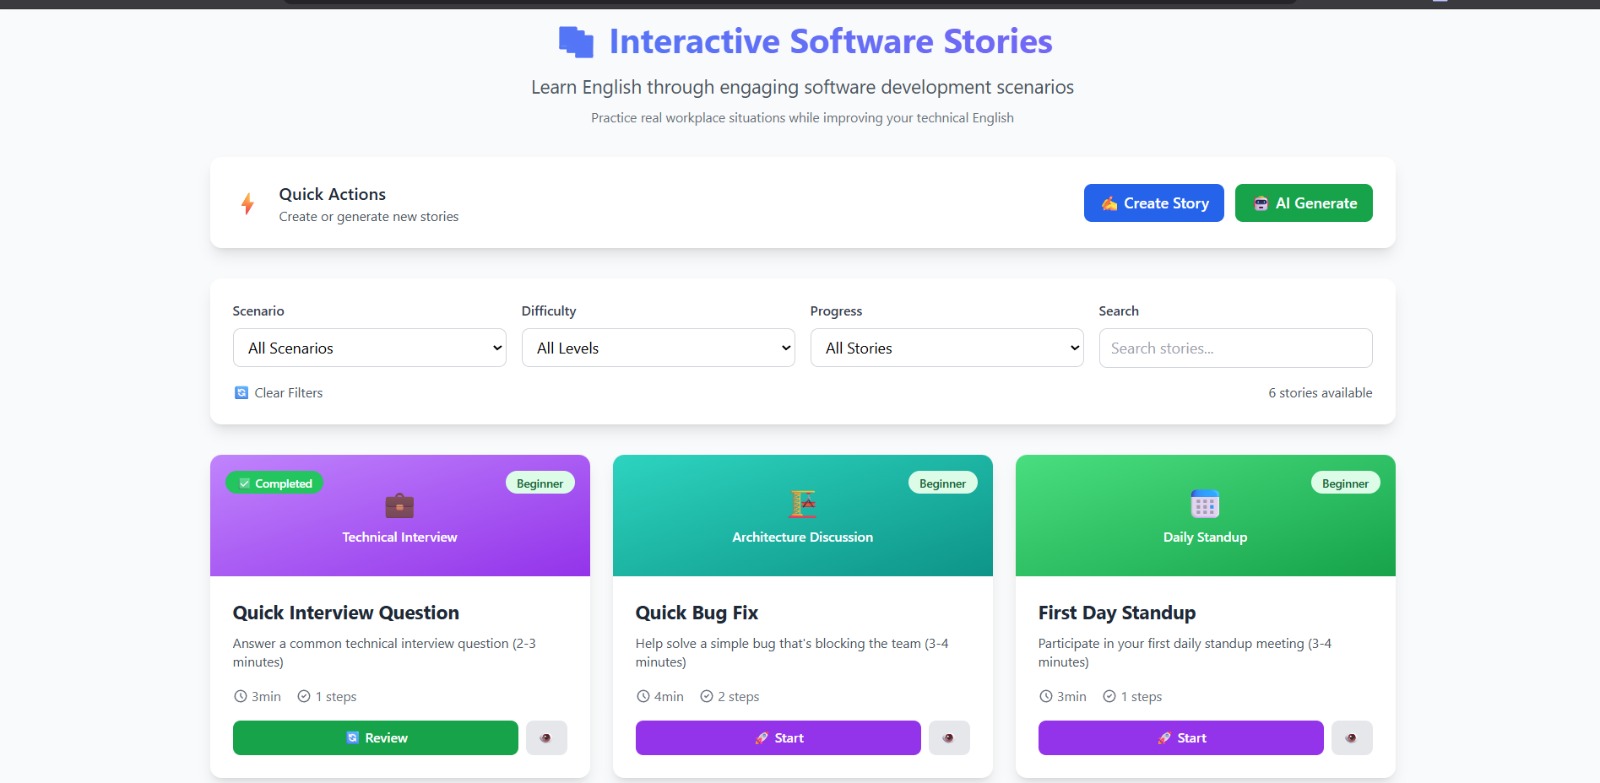 Interactive Software Stories
Learn English through engaging software development scenarios
Practice real workplace situations while improving your technical English
Quick Actions
Create or generate new stories
Create Story
AI Generate
Scenario
Difficulty
Progress
Search
All Scenarios
All Levels
All Stories
Search stories...
Clear Filters
6 stories available
Completed
Beginner
Technical Interview
Quick Interview Question
Answer a common technical interview question (2-3
minutes)
3min
1 steps
Review
Beginner
Architecture Discussion
Quick Bug Fix
Help solve a simple bug that's blocking the team (3-4
minutes)
4min
2 steps
Start
Beginner
Daily Standup
First Day Standup
Participate in your first daily standup meeting (3-4
minutes)
3min
1 steps
Start